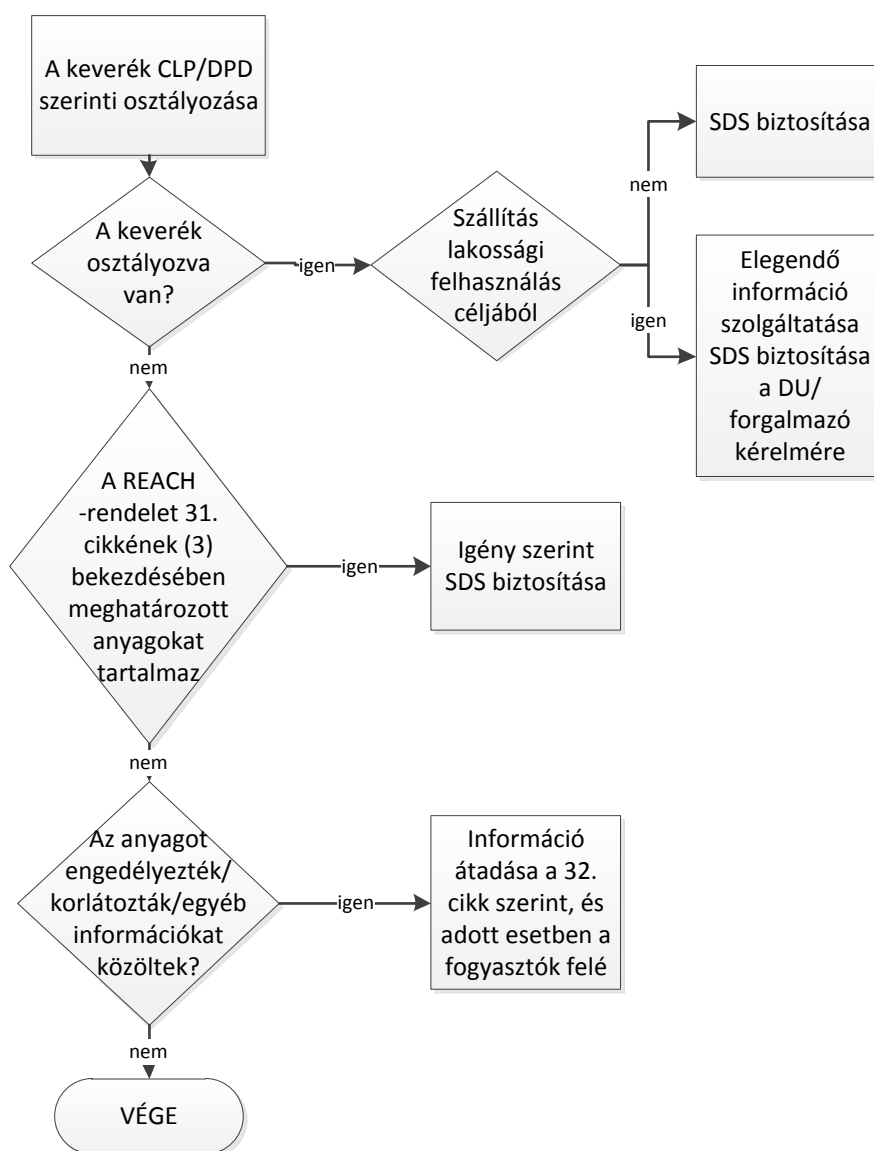 A keverék CLP/DPD
szerinti osztályozása
A keverék
osztályozva
van?
igen
Szállítás
lakossági
felhasználás
céljából
nem
SDS biztosítása
igen
Elegendő
információ
szolgáltatása
SDS biztosítása
a DU/
forgalmazó
kérelmére
nem
A REACH
-rendelet 31.
cikkének (3)
bekezdésében
meghatározott
anyagokat
tartalmaz
igen
Igény szerint
SDS biztosítása
nem
Az anyagot
engedélyezték/
korlátozták/egyéb
információkat
közöltek?
igen
Információ
átadása a 32.
cikk szerint, és
adott esetben a
fogyasztók felé
nem
VÉGE